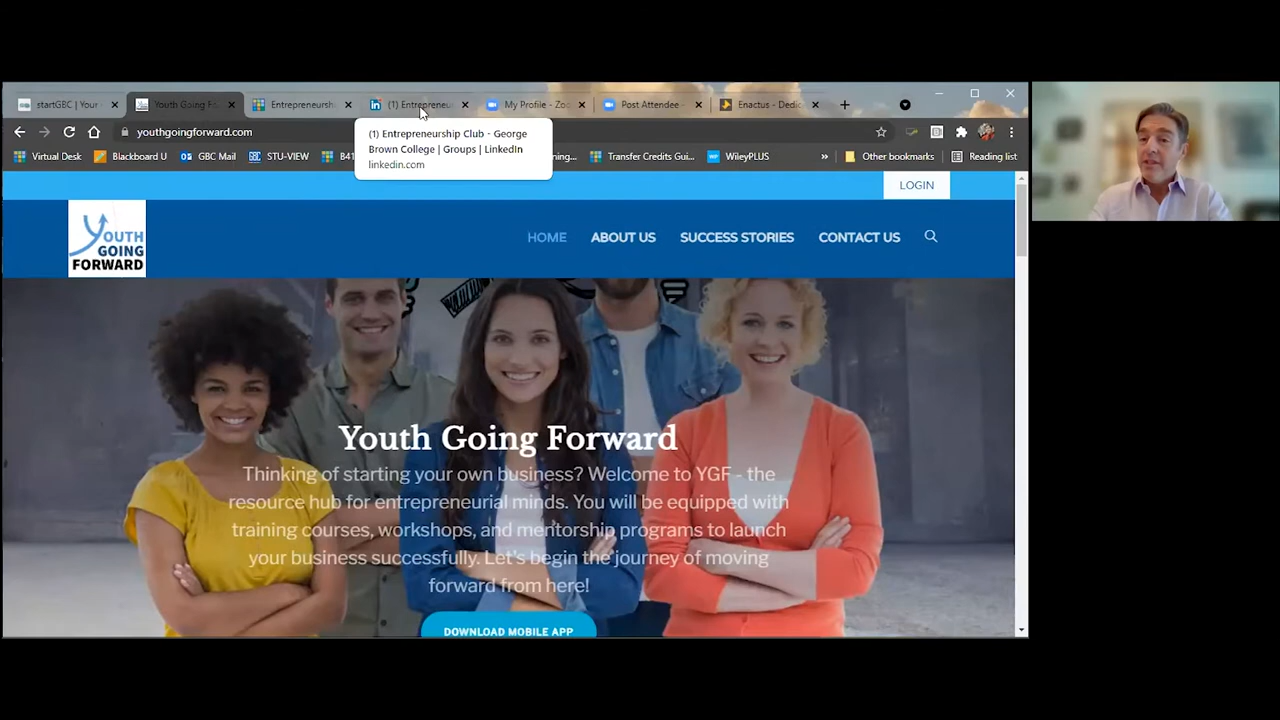 startGBC | Your
Youth Going Fo
Entrepreneurshi
(1) Entrepreneu
My Profile - Zoo
Post Attendee -
Enactus - Dedic
youthgoingforward.com
Virtual Desk
Blackboard U
GBC Mail
STU-VIEW
B41
ning...
Transfer Credits Gui...
WP
WileyPLUS
»
Other bookmarks
Reading list
(1) Entrepreneurship Club - George
Brown College | Groups | LinkedIn
linkedin.com
LOGIN
YOUTH
GOING
FORWARD
HOME
ABOUT US
SUCCESS STORIES
CONTACT US
Youth Going Forward
Thinking of starting your own business? Welcome to YGF - the
resource hub for entrepreneurial minds. You will be equipped with
training courses, workshops, and mentorship programs to launch
your business successfully. Let's begin the journey of moving
forward from here!
DOWNLOAD MOBILE APP